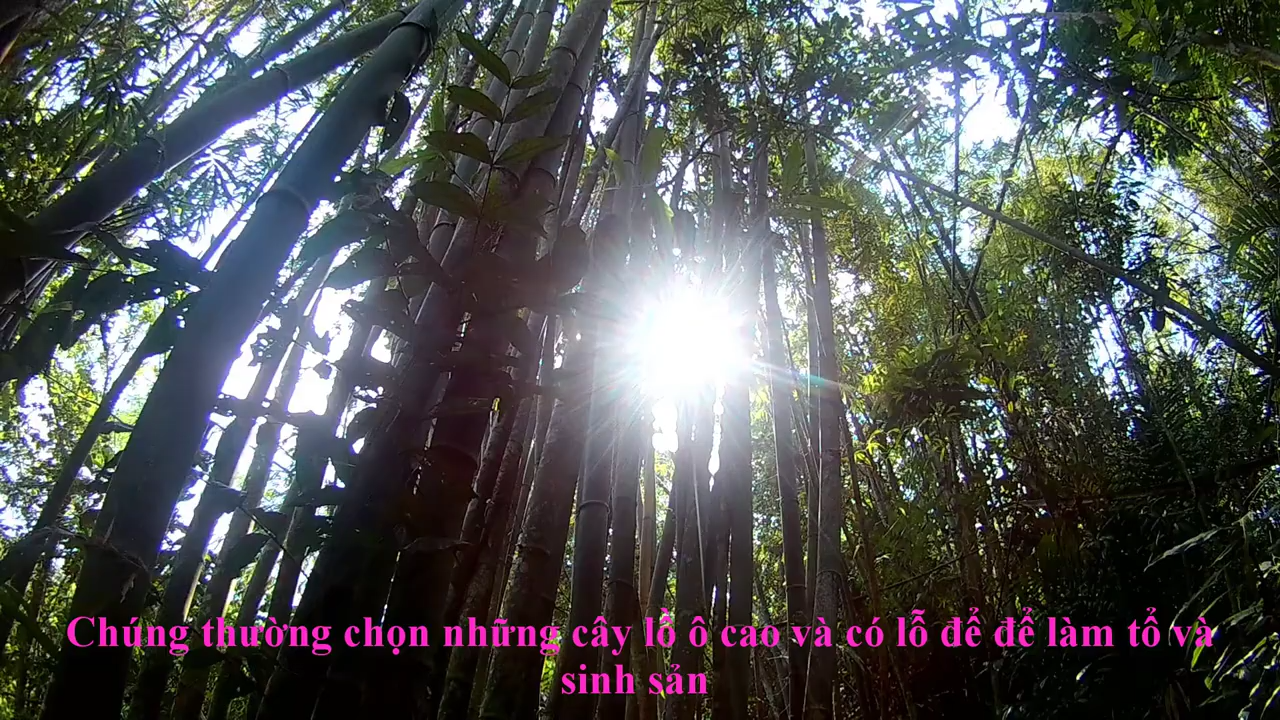 Chúng thường chọn những cây lồ ô cao và có lỗ để để làm tổ và
sinh sản